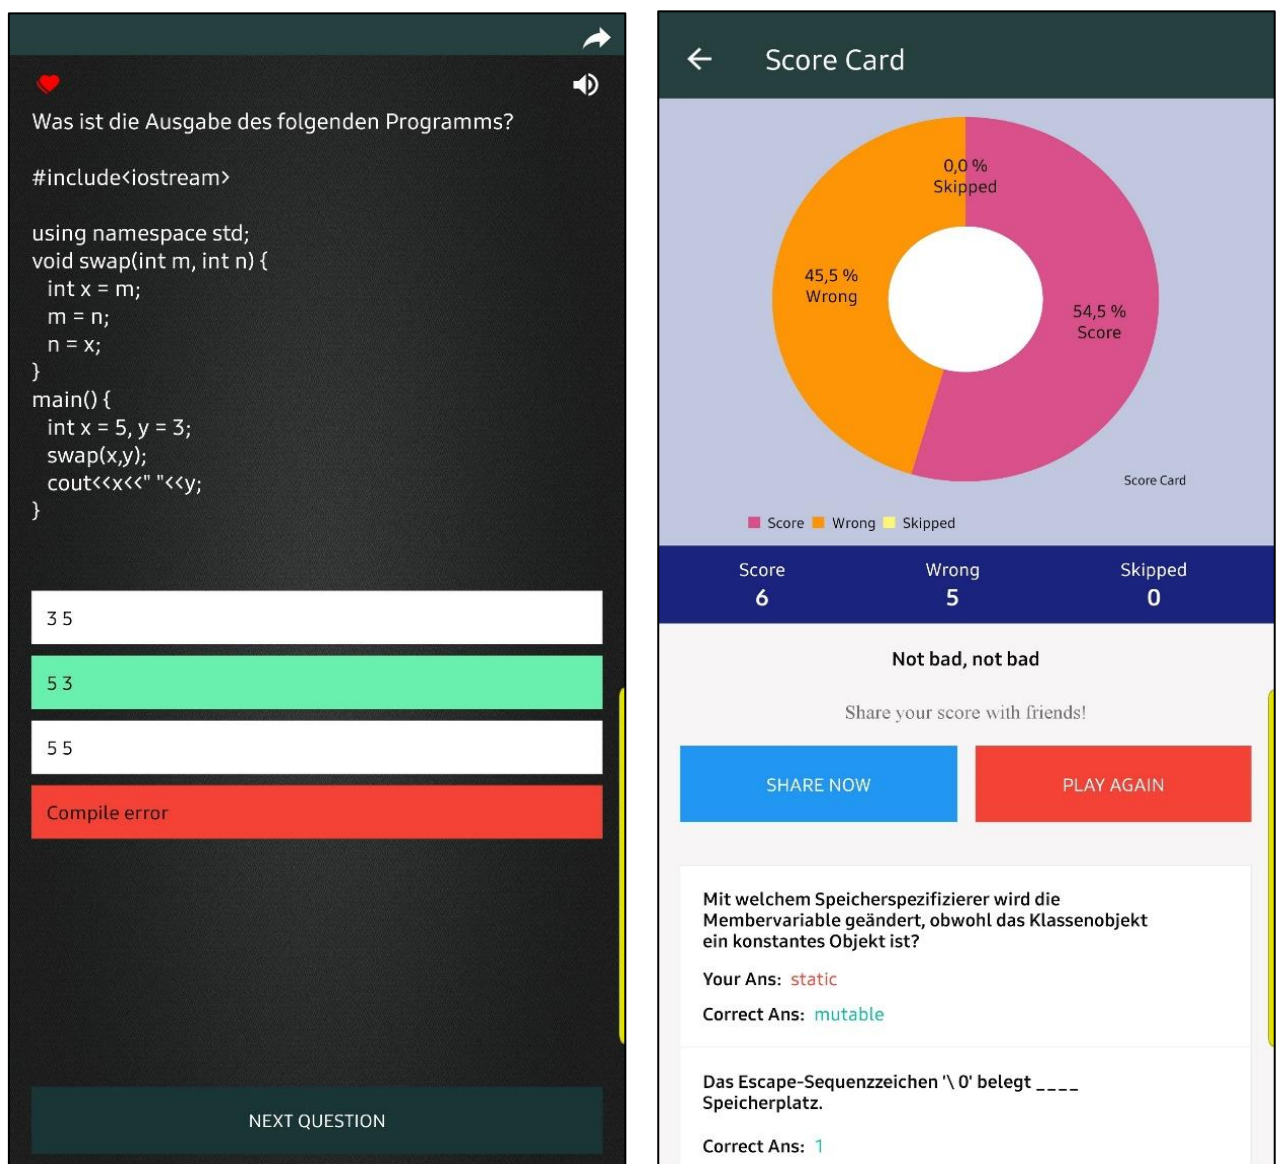 Was ist die Ausgabe des folgenden Programms?
#include<iostream>
using namespace std;
void swap(int m, int n) {
int x = m;
m = n;
n = x;
}
main() {
int x = 5, y = 3;
swap(x,y);
cout<<x<<" "<<y;
}
3 5
5 3
5 5
Compile error
NEXT QUESTION
Score Card
0,0 %
Skipped
45,5 %
Wrong
54,5 %
Score
Score Card
Score Wrong Skipped
Score Wrong Skipped
6 5 0
Not bad, not bad
Share your score with friends!
SHARE NOW PLAY AGAIN
Mit welchem Speicherspezifizierer wird die
Membervariable geändert, obwohl das Klassenobjekt
ein konstantes Objekt ist?
Your Ans: static
Correct Ans: mutable
Das Escape-Sequenzzeichen '\ 0' belegt ____
Speicherplatz.
Correct Ans: 1